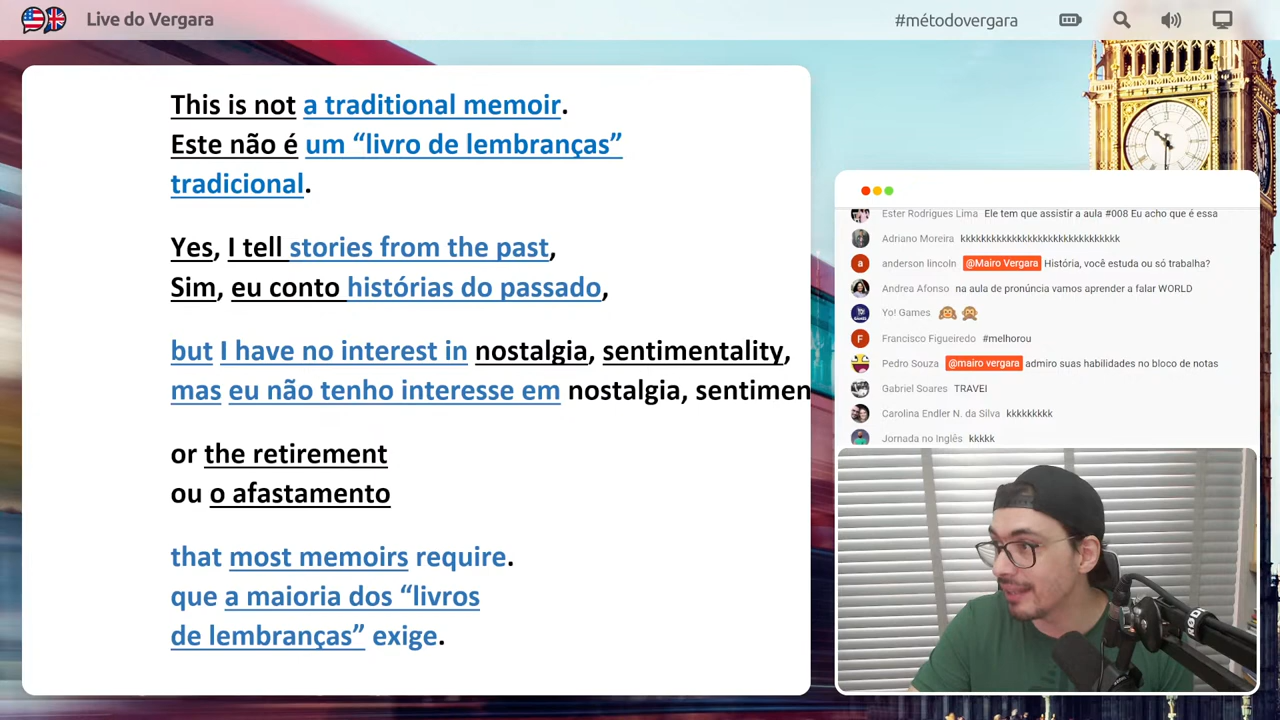 Live do Vergara
#métodovergara
This is not a traditional memoir.
Este não é um “livro de lembranças”
tradicional.
Yes, I tell stories from the past,
Sim, eu conto histórias do passado,
but I have no interest in nostalgia, sentimentality,
mas eu não tenho interesse em nostalgia, sentimen
or the retirement
ou o afastamento
that most memoirs require.
que a maioria dos “livros
de lembranças” exige.
Ester Rodrigues Lima Ele tem que assistir a aula #008 Eu acho que é essa
Adriano Moreira kkkkkkkkkkkkkkkkkkkkkkkkkkkkkk
a anderson lincoln @Mairo Vergara História, você estuda ou só trabalha?
Andrea Afonso na aula de pronúncia vamos aprender a falar WORLD
Yo! Games
F Francisco Figueiredo #melhorou
Pedro Souza @mairo vergara admiro suas habilidades no bloco de notas
Gabriel Soares TRAVEI
Carolina Endler N. da Silva kkkkkkkkk
Jornada no Inglês kkkkk
RØD